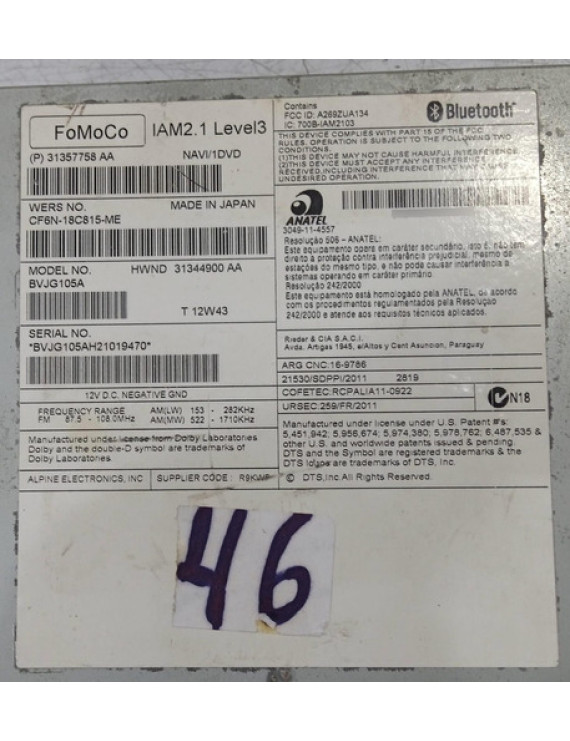 FoMoCo IAM2.1 Level3
(P) 31357758 AA NAVI/1DVD
WERS NO. MADE IN JAPAN
CF6N-18C815-ME
MODEL NO. HWND 31344900 AA
BVJG105A
T 12W43
SERIAL NO.
*BVJG105AH21019470*
12V D.C. NEGATIVE GND
FREQUENCY RANGE AM(LW) 153 - 282KHz
FM 87.5 - 108.0MHz AM(MW) 522 - 1710KHz
Manufactured under license from Dolby Laboratories
Dolby and the double-D symbol are trademarks of
Dolby Laboratories.
ALPINE ELECTRONICS, INC SUPPLIER CODE :
Contains
FCC ID: A269ZUA134
IC: 700B-IAM2103
Bluetooth
THIS DEVICE COMPLIES WITH PART 15 OF THE FCC
RULES. OPERATION IS SUBJECT TO THE FOLLOWING TWO
CONDITIONS.
(1)THIS DEVICE MAY NOT CAUSE HARMFUL INTERFERENCE,
(2)THIS DEVICE MUST ACCEPT ANY INTERFERENCE
RECEIVED,INCLUDING INTERFERENCE THAT MAY
UNDESIRED OPERATION.
ANATEL
3049-11-4557
Resolução 506 - ANATEL:
Este equipamento opera em caráter secundário, isto é, não tem
direito à proteção contra interferência prejudicial, mesmo de
estações do mesmo tipo, e não pode causar interferência a
sistemas operando em caráter primário
Resolução 242/2000
Este equipamento está homologado pela ANATEL, de acordo
com os procedimentos regulamentados pela Resolução
242/2000 e atende aos requisitos técnicos aplicados.
Rieder & CIA S.A.C.I.
Avda. Artigas 1945, e/Altos y Cent Asuncion, Paraguay
ARG CNC:16-9786
21530/SDPPI/2011 2819
COFETEC:RCPALIA11-0922
URSEC:259/FR/2011
N18
Manufactured under license under U.S. Patent #'s:
5,451,942; 5,956,674; 5,974,380; 5,978,762; 6,487,535 &
other U.S. and worldwide patents issued & pending.
DTS and the Symbol are registered trademarks & the
DTS logos are trademarks of DTS, Inc.
© DTS,Inc.All Rights Reserved.
46